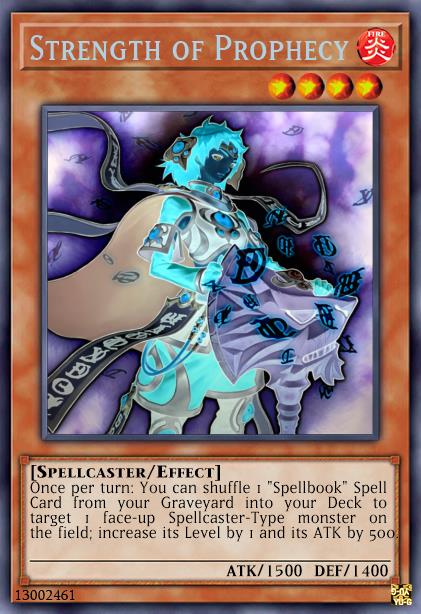 STRENGTH OF PROPHECY
FIRE
炎
[SPELLCASTER/EFFECT]
Once per turn: You can shuffle 1 "Spellbook" Spell
Card from your Graveyard into your Deck to
target 1 face-up Spellcaster-Type monster on
the field; increase its Level by 1 and its ATK by 500.
ATK/1500 DEF/1400
13002461